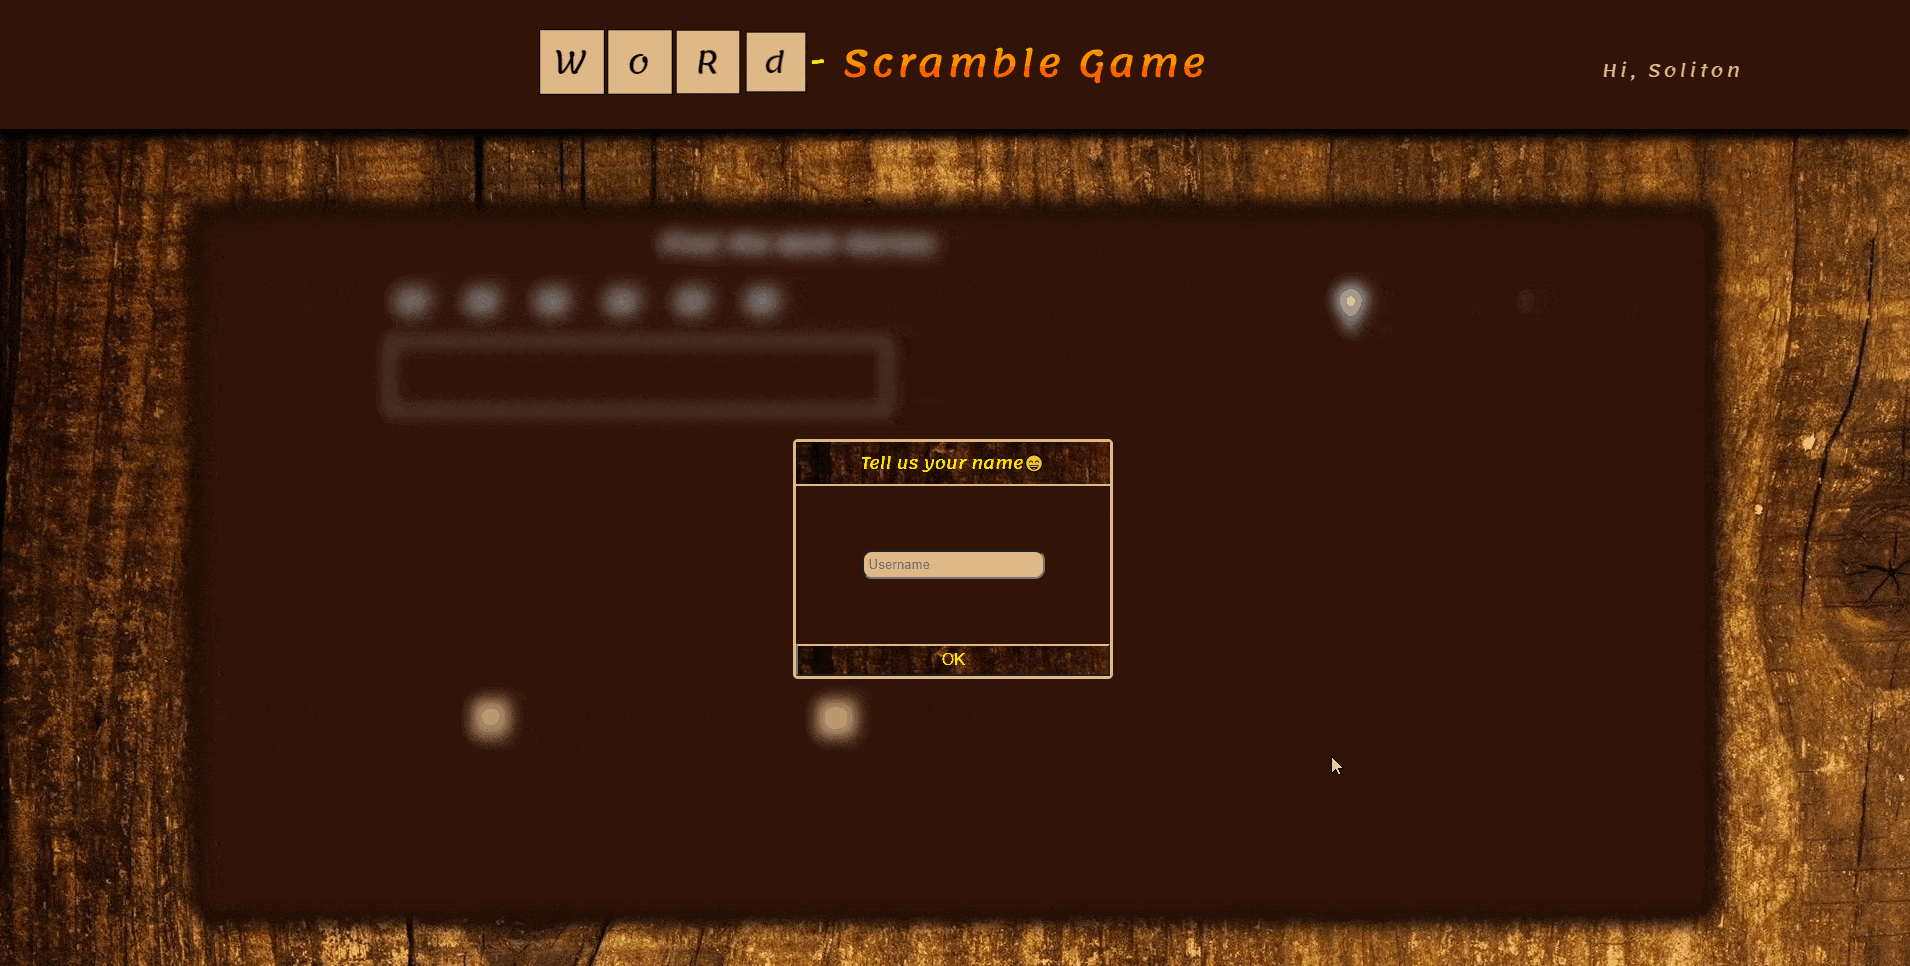 W o R d - Scramble Game
Hi, Soliton
Tell us your name😄
Username
OK